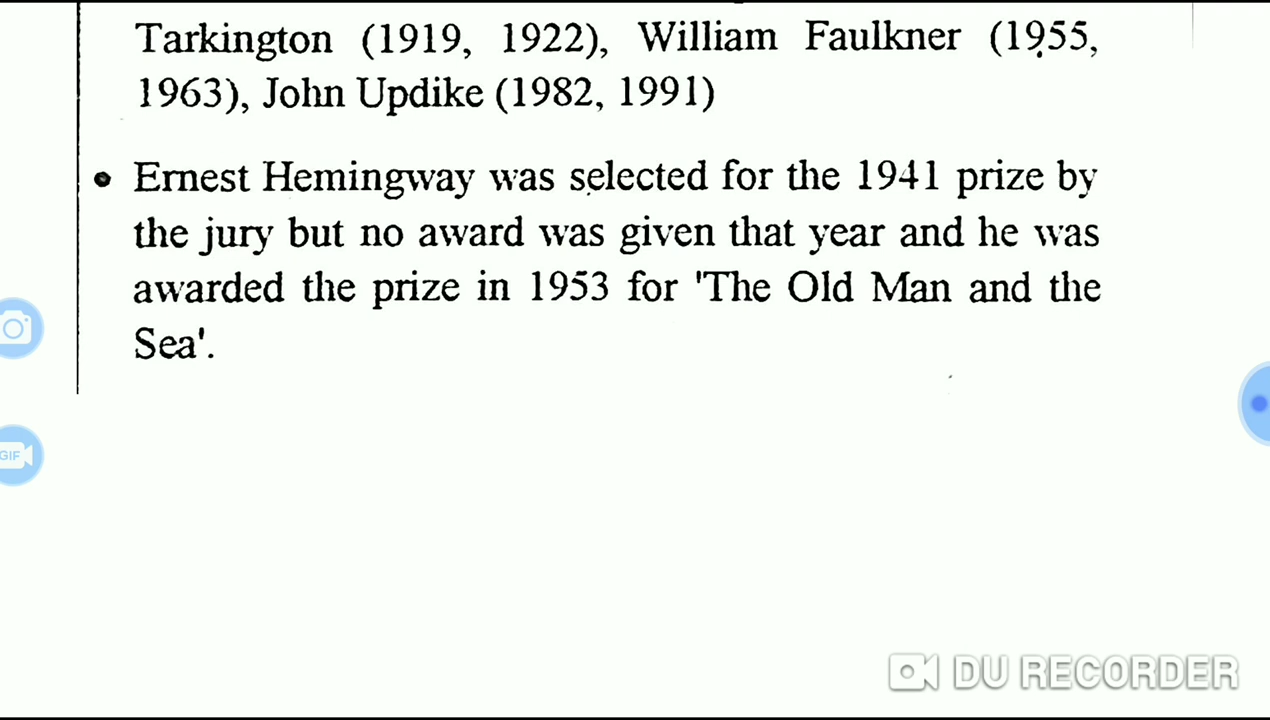 Tarkington (1919, 1922), William Faulkner (1955,
1963), John Updike (1982, 1991)
• Ernest Hemingway was selected for the 1941 prize by
the jury but no award was given that year and he was
awarded the prize in 1953 for 'The Old Man and the
Sea'.
GIF
DU RECORDER